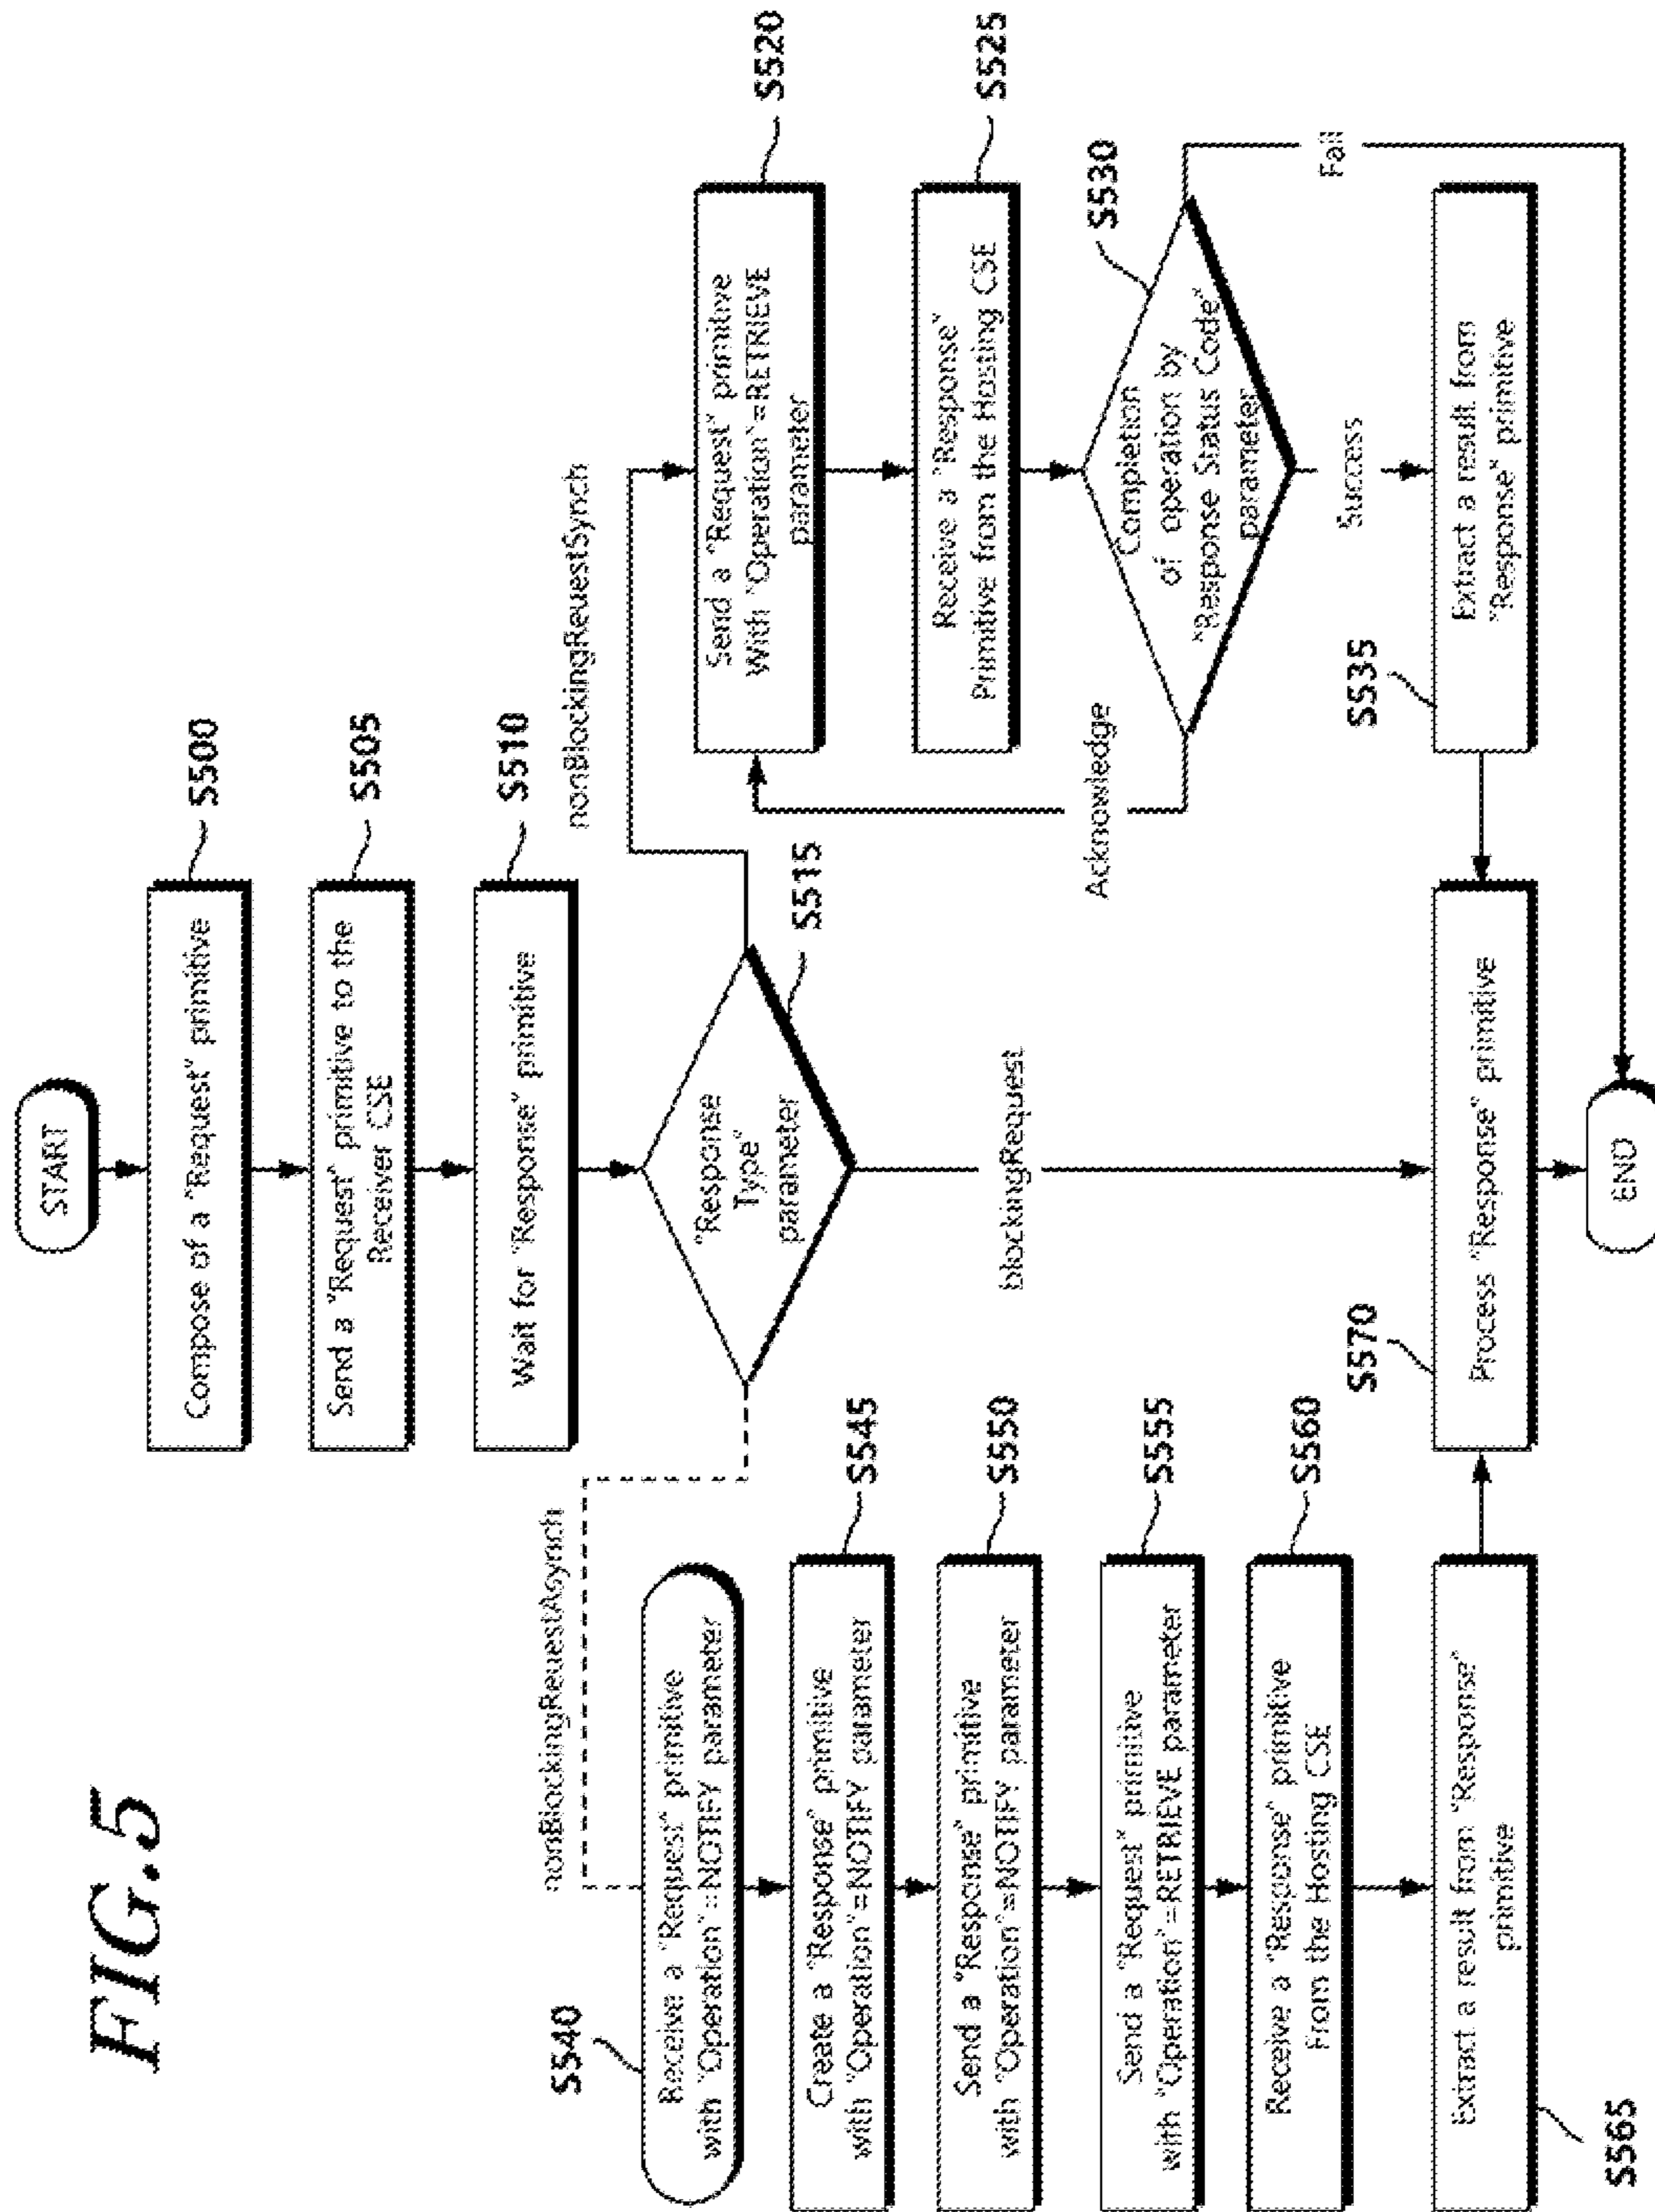 FIG.5
START
Compose of a "Request" primitive
S500
Send a "Request" primitive to the
Receiver CSE
S505
Wait for "Response" primitive
S510
"Response
Type"
parameter
S515
nonBlockingReuestAsynch
nonBlockingReuestSynch
blockingRequest
S540
Receive a "Request" primitive
with "Operation"=NOTIFY parameter
Create a "Response" primitive
with "Operation"=NOTIFY parameter
S545
Send a "Response" primitive
with "Operation"=NOTIFY parameter
S550
Send a "Request" primitive
with "Operation"=RETRIEVE parameter
S555
Receive a "Response" primitive
From the Hosting CSE
S560
Extract a result from "Response"
primitive
S565
Send a "Request" primitive
With "Operation"=RETRIEVE
parameter
S520
Receive a "Response"
Primitive from the Hosting CSE
S525
Completion
of operation by
"Response Status Code"
parameter
S530
Acknowledge
Success
Fail
S535
Extract a result from
"Response" primitive
S570
Process "Response" primitive
END